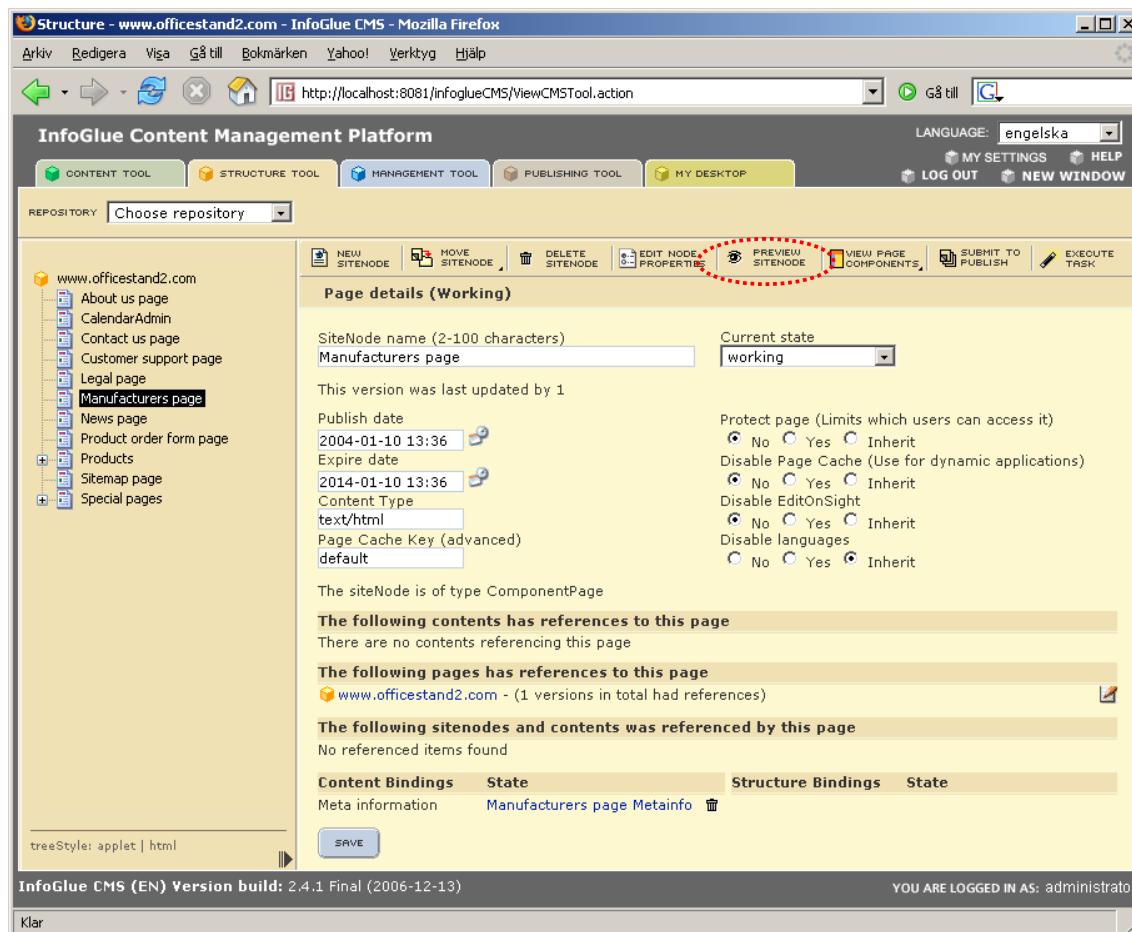 Structure - www.officestand2.com - InfoGlue CMS - Mozilla Firefox
Arkiv Redigera Visa Gå till Bokmärken Yahoo! Verktyg Hjälp
http://localhost:8081/infoglueCMS/ViewCMSTool.action Gå till
InfoGlue Content Management Platform
LANGUAGE: engelska
MY SETTINGS HELP
CONTENT TOOL STRUCTURE TOOL MANAGEMENT TOOL PUBLISHING TOOL MY DESKTOP
LOG OUT NEW WINDOW
REPOSITORY Choose repository
NEW SITENODE
MOVE SITENODE
DELETE SITENODE
EDIT NODE PROPERTIES
PREVIEW SITENODE
VIEW PAGE COMPONENTS
SUBMIT TO PUBLISH
EXECUTE TASK
www.officestand2.com
About us page
CalendarAdmin
Contact us page
Customer support page
Legal page
Manufacturers page
News page
Product order form page
Products
Sitemap page
Special pages
treeStyle: applet | html
Page details (Working)
SiteNode name (2-100 characters)
Manufacturers page
Current state
working
This version was last updated by 1
Publish date
2004-01-10 13:36
Expire date
2014-01-10 13:36
Content Type
text/html
Page Cache Key (advanced)
default
Protect page (Limits which users can access it)
No Yes Inherit
Disable Page Cache (Use for dynamic applications)
No Yes Inherit
Disable EditOnSight
No Yes Inherit
Disable languages
No Yes Inherit
The siteNode is of type ComponentPage
The following contents has references to this page
There are no contents referencing this page
The following pages has references to this page
www.officestand2.com - (1 versions in total had references)
The following sitenodes and contents was referenced by this page
No referenced items found
Content Bindings State Structure Bindings State
Meta information Manufacturers page Metainfo
SAVE
InfoGlue CMS (EN) Version build: 2.4.1 Final (2006-12-13)
YOU ARE LOGGED IN AS: administrato
Klar